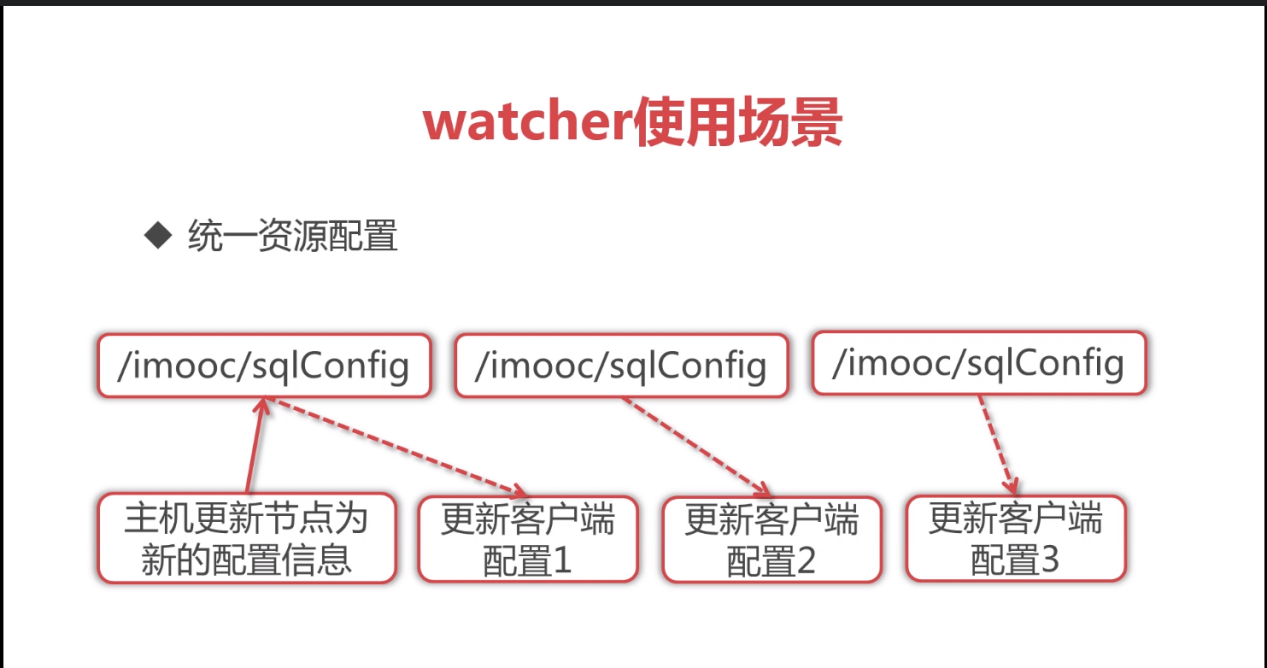 watcher使用场景
◆ 统一资源配置
/imooc/sqlConfig
/imooc/sqlConfig
/imooc/sqlConfig
主机更新节点为
新的配置信息
更新客户端
配置1
更新客户端
配置2
更新客户端
配置3